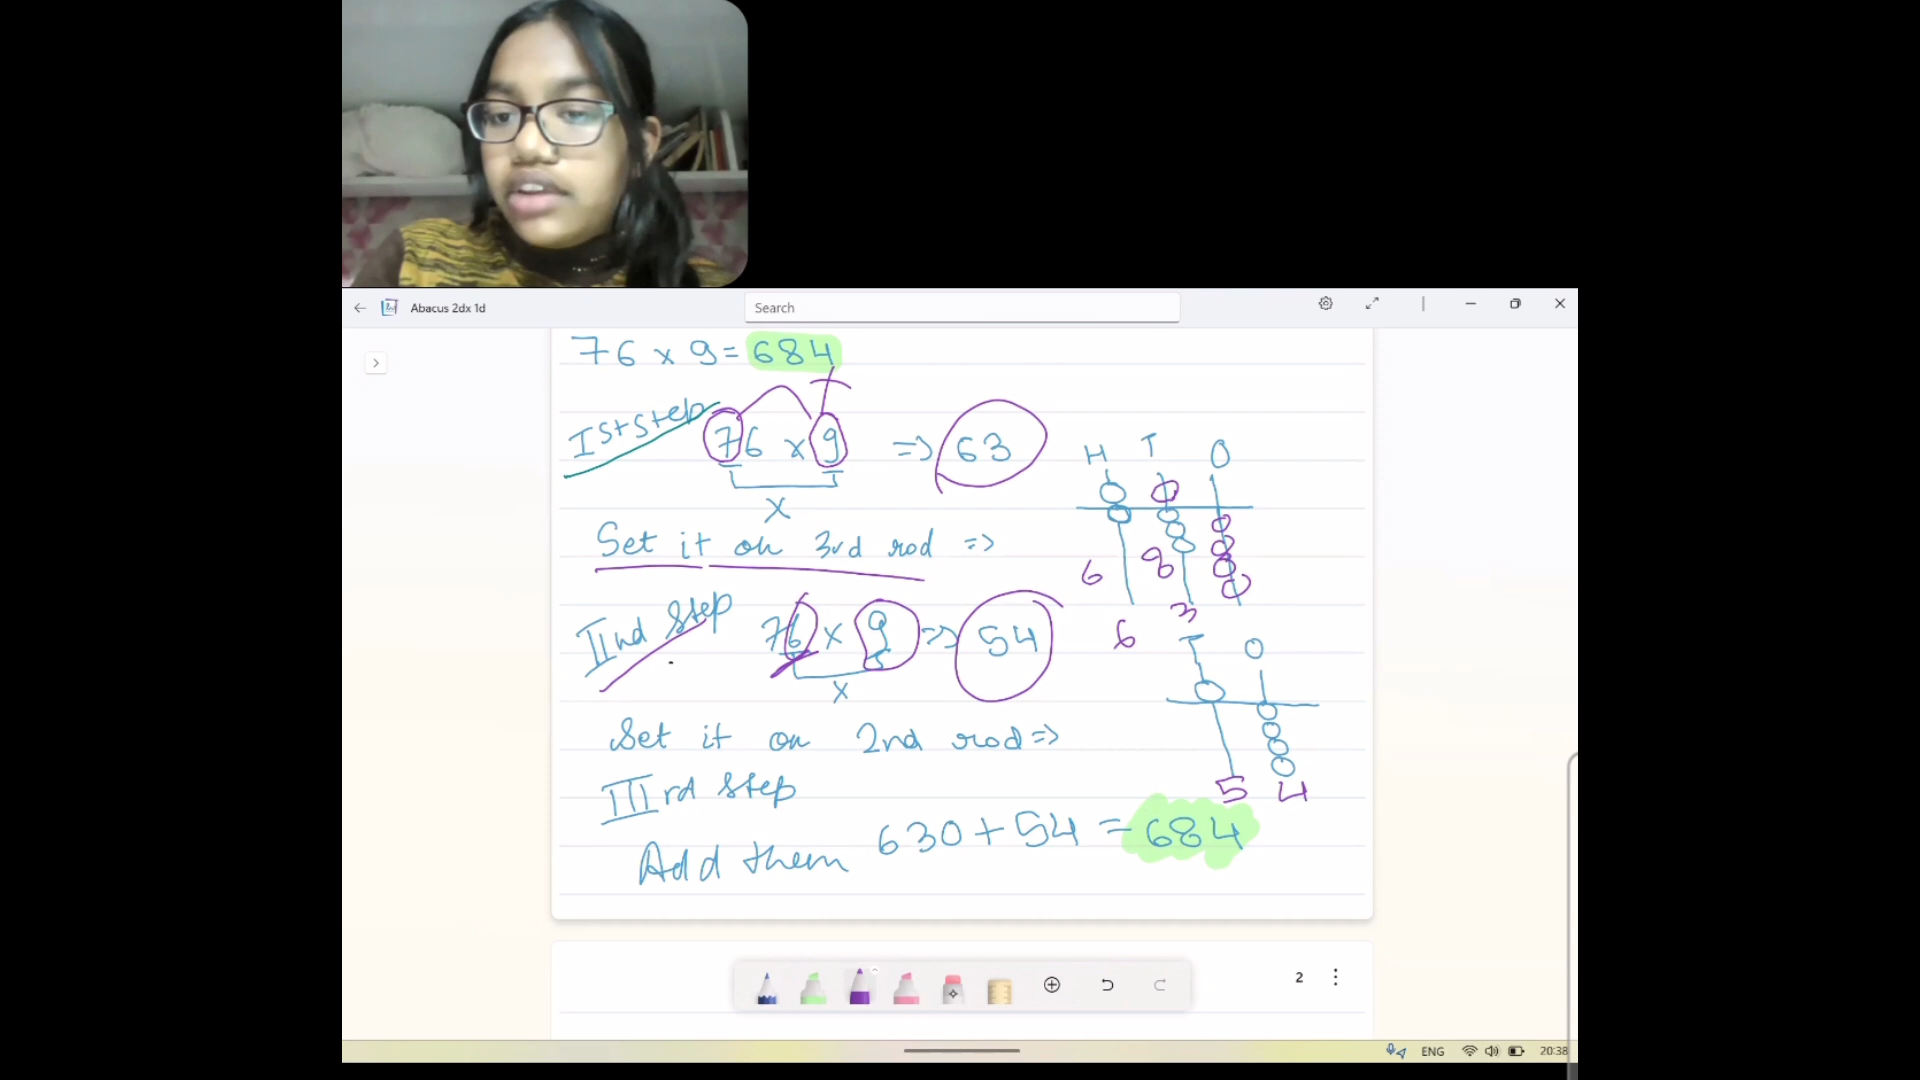 Abacus 2dx 1d
Search
76 x 9 = 684
Ist step 76 x 9 => 63
X
H T O
Set it on 3rd rod =>
6 8
6 3
IInd step 76 x 9 => 54
X
T O
Set it on 2nd rod =>
5 4
IIIrd step
Add them 630 + 54 = 684
2
ENG
20:38